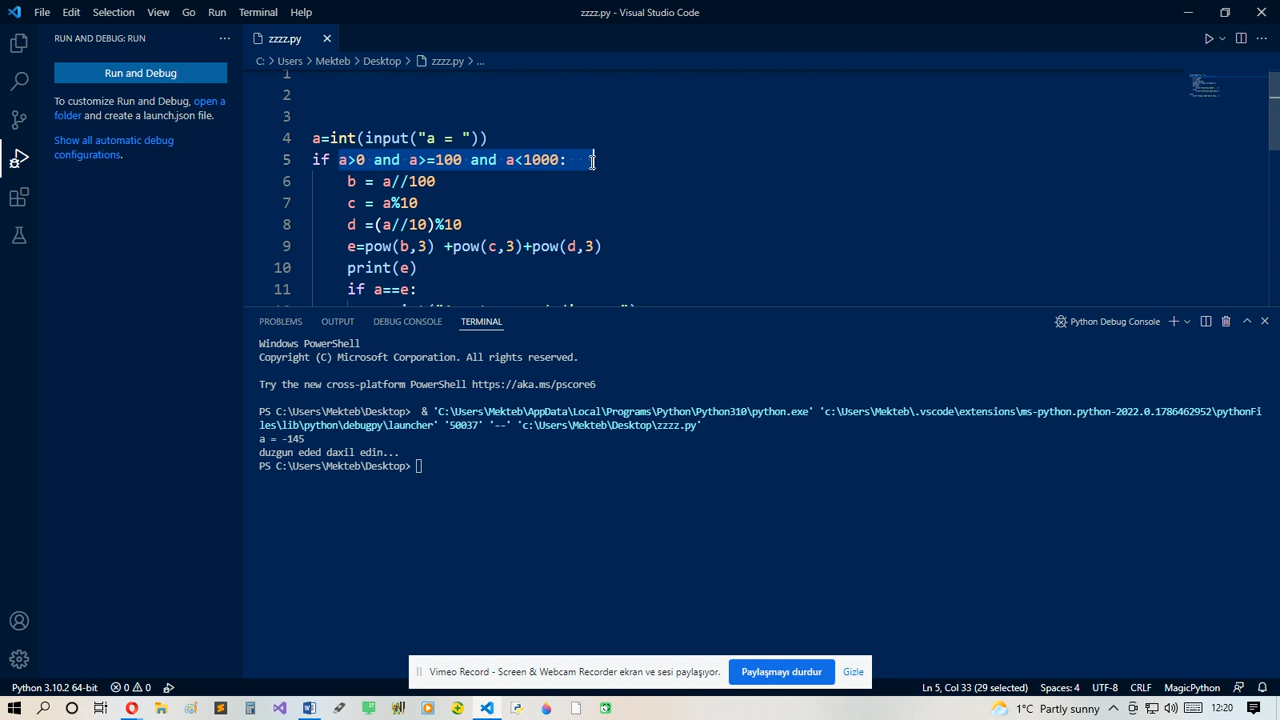 File Edit Selection View Go Run Terminal Help
zzzz.py - Visual Studio Code
RUN AND DEBUG: RUN
Run and Debug
To customize Run and Debug, open a
folder and create a launch.json file.
Show all automatic debug
configurations.
zzzz.py
C: > Users > Mekteb > Desktop > zzzz.py > ...
1
2
3
4 a=int(input("a = "))
5 if a>0 and a>=100 and a<1000:
6 b = a//100
7 c = a%10
8 d =(a//10)%10
9 e=pow(b,3) +pow(c,3)+pow(d,3)
10 print(e)
11 if a==e:
PROBLEMS OUTPUT DEBUG CONSOLE TERMINAL
Python Debug Console
Windows PowerShell
Copyright (C) Microsoft Corporation. All rights reserved.
Try the new cross-platform PowerShell https://aka.ms/pscore6
PS C:\Users\Mekteb\Desktop> & 'C:\Users\Mekteb\AppData\Local\Programs\Python\Python310\python.exe' 'c:\Users\Mekteb\.vscode\extensions\ms-python.python-2022.0.1786462952\pythonFi
les\lib\python\debugpy\launcher' '50037' '--' 'c:\Users\Mekteb\Desktop\zzzz.py'
a = -145
duzgun eded daxil edin...
PS C:\Users\Mekteb\Desktop>
Vimeo Record - Screen & Webcam Recorder ekran ve sesi paylaşıyor.
Paylaşmayı durdur
Gizle
Python 3.10.2 64-bit 0 0
Ln 5, Col 33 (29 selected) Spaces: 4 UTF-8 CRLF MagicPython
1°C Partly sunny
12:20